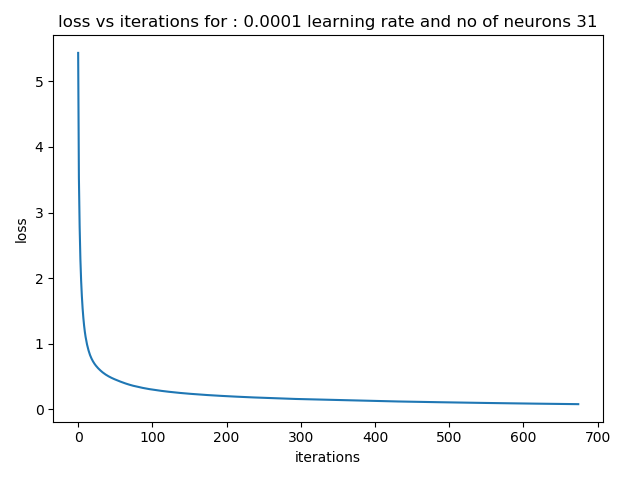 loss vs iterations for : 0.0001 learning rate and no of neurons 31
5
4
3
2
1
0
loss
0 100 200 300 400 500 600 700
iterations